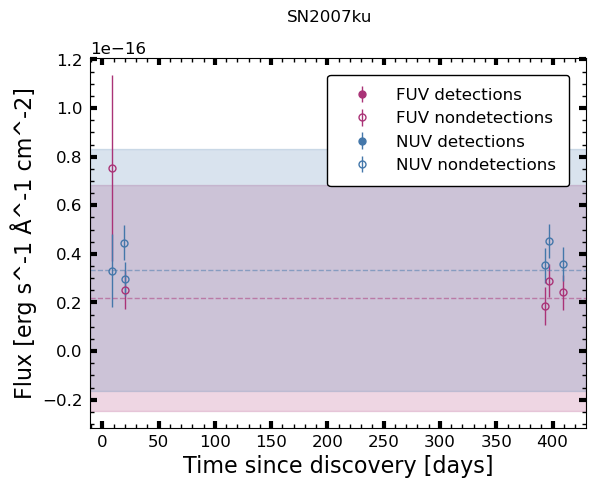 SN2007ku
1e−16
1.2
1.0
0.8
0.6
0.4
0.2
0.0
−0.2
Flux [erg s^-1 Å^-1 cm^-2]
FUV detections
FUV nondetections
NUV detections
NUV nondetections
0 50 100 150 200 250 300 350 400
Time since discovery [days]